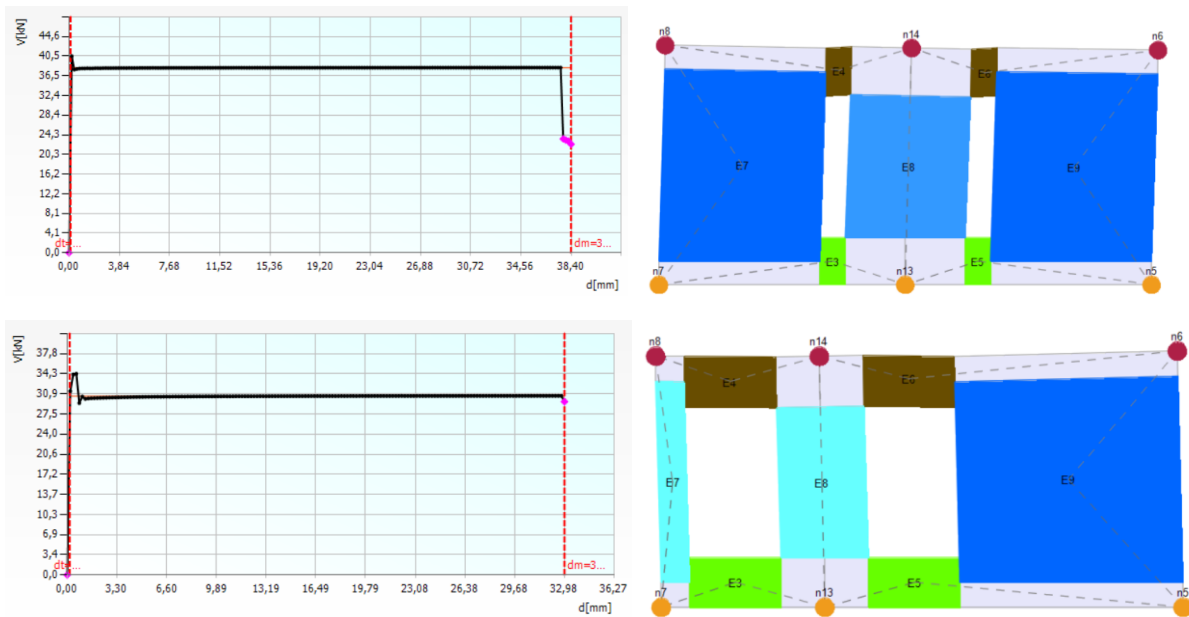 V[kN]
44,6
40,5
36,5
32,4
28,4
24,3
20,3
16,2
12,2
8,1
4,1
0,0
dt=...
dm=3...
0,00 3,84 7,68 11,52 15,36 19,20 23,04 26,88 30,72 34,56 38,40
d[mm]
n8 n14 n6
E4 E6
E7 E8 E9
E3 E5
n7 n13 n5
V[kN]
37,8
34,3
30,9
27,5
24,0
20,6
17,2
13,7
10,3
6,9
3,4
0,0
dt=...
dm=3...
0,00 3,30 6,60 9,89 13,19 16,49 19,79 23,08 26,38 29,68 32,98 36,27
d[mm]
n8 n14 n6
E4 E6
E7 E8 E9
E3 E5
n7 n13 n5